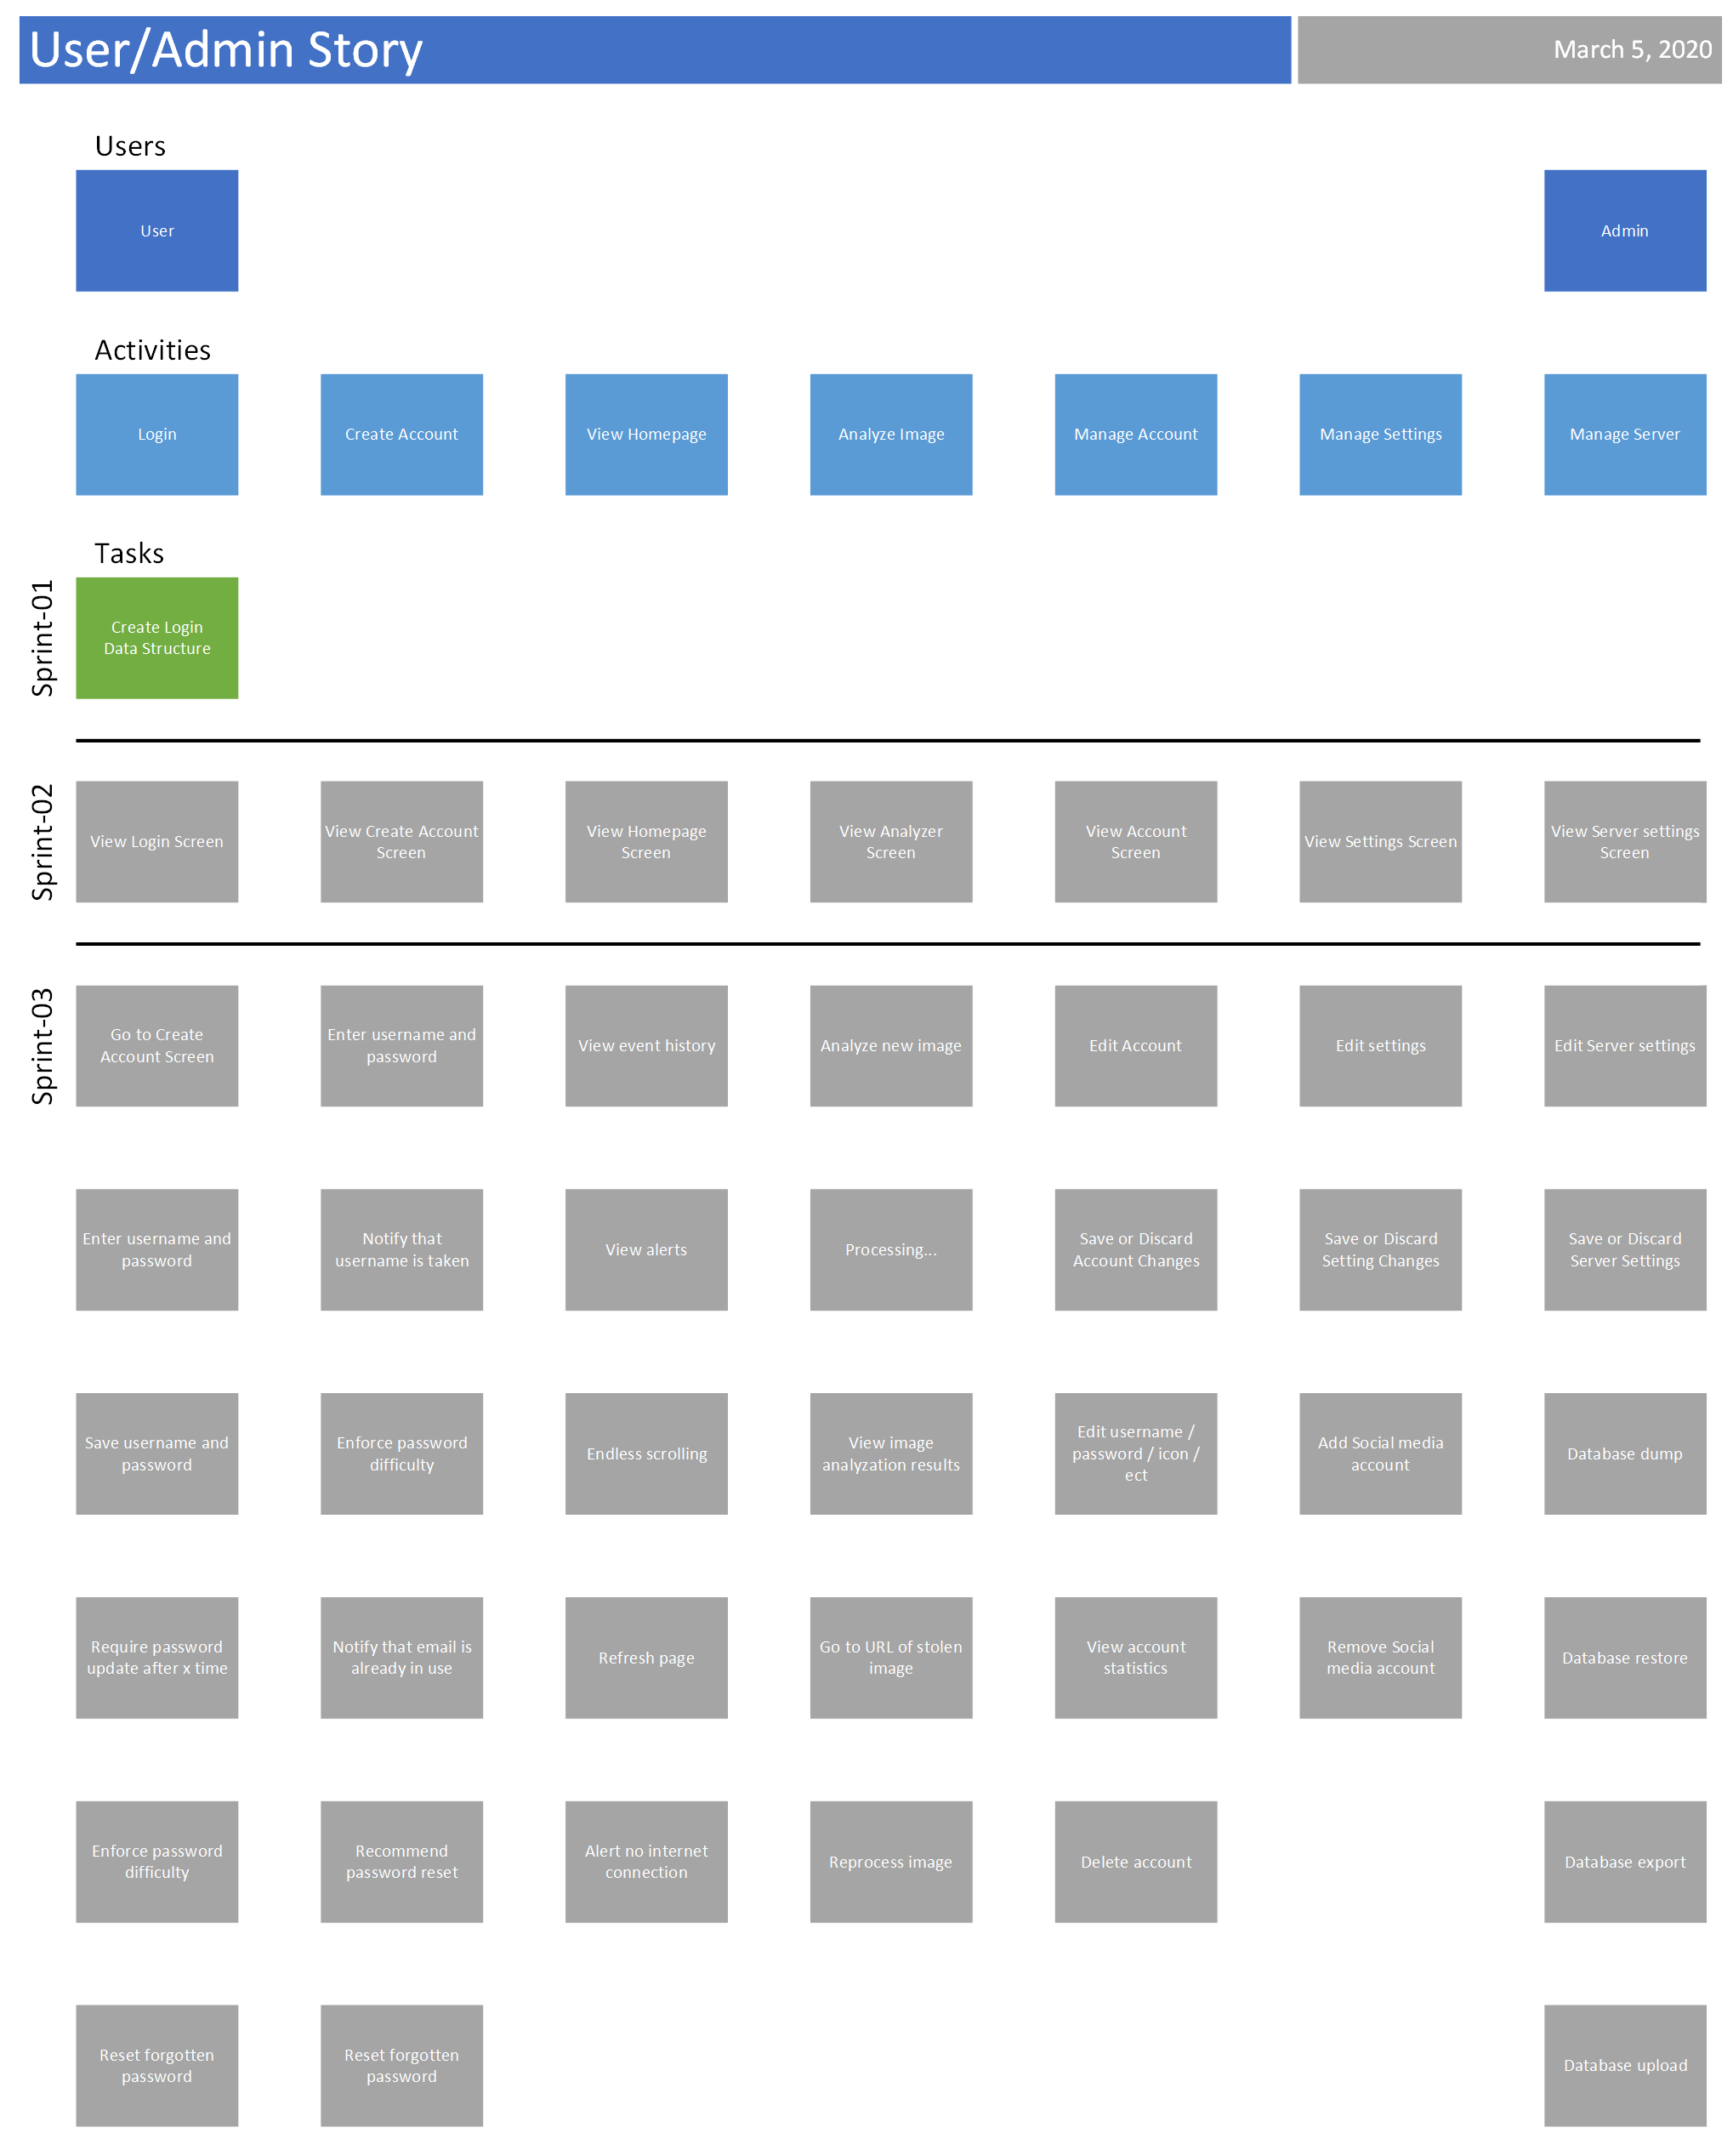 User/Admin Story
March 5, 2020
Users
User
Admin
Activities
Login
Create Account
View Homepage
Analyze Image
Manage Account
Manage Settings
Manage Server
Tasks
Sprint-01
Create Login
Data Structure
Sprint-02
View Login Screen
View Create Account
Screen
View Homepage
Screen
View Analyzer
Screen
View Account
Screen
View Settings Screen
View Server settings
Screen
Sprint-03
Go to Create
Account Screen
Enter username and
password
View event history
Analyze new image
Edit Account
Edit settings
Edit Server settings
Enter username and
password
Notify that
username is taken
View alerts
Processing...
Save or Discard
Account Changes
Save or Discard
Setting Changes
Save or Discard
Server Settings
Save username and
password
Enforce password
difficulty
Endless scrolling
View image
analyzation results
Edit username /
password / icon /
ect
Add Social media
account
Database dump
Require password
update after x time
Notify that email is
already in use
Refresh page
Go to URL of stolen
image
View account
statistics
Remove Social
media account
Database restore
Enforce password
difficulty
Recommend
password reset
Alert no internet
connection
Reprocess image
Delete account
Database export
Reset forgotten
password
Reset forgotten
password
Database upload